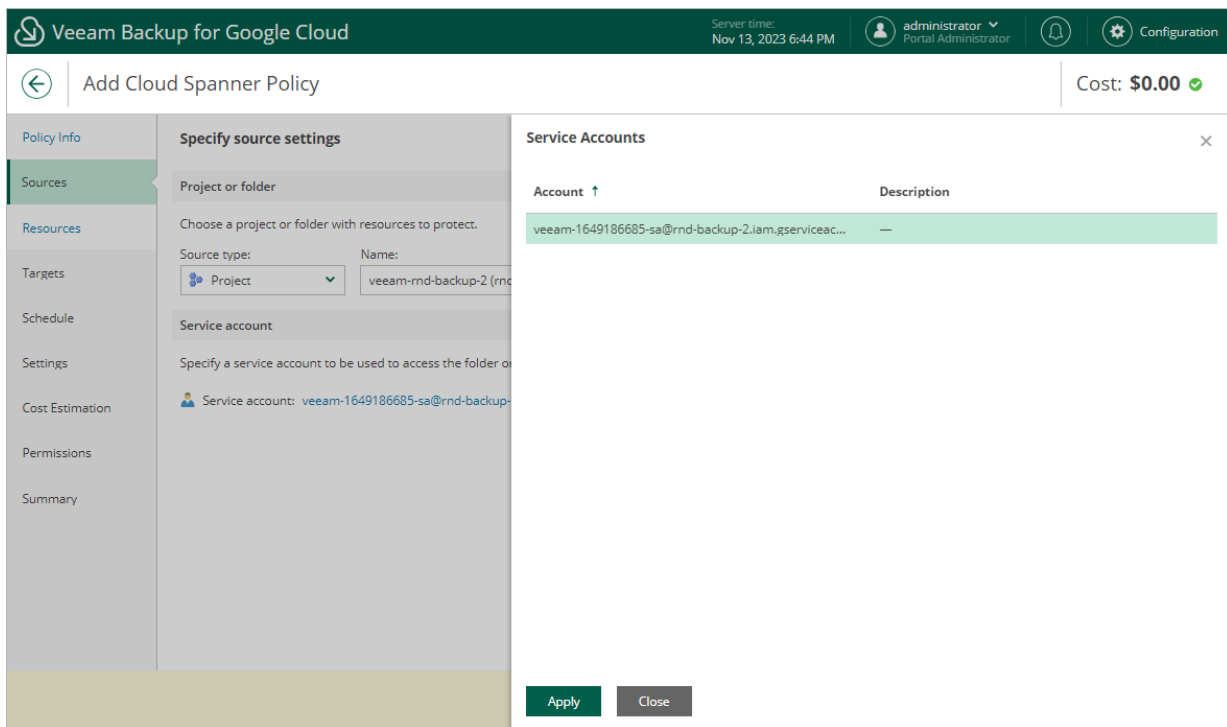 Veeam Backup for Google Cloud
Server time:
Nov 13, 2023 6:44 PM
administrator
Portal Administrator
Configuration
Add Cloud Spanner Policy
Cost: $0.00
Policy Info
Sources
Resources
Targets
Schedule
Settings
Cost Estimation
Permissions
Summary
Specify source settings
Project or folder
Choose a project or folder with resources to protect.
Source type: Name:
Project veeam-rnd-backup-2 (rnd
Service account
Specify a service account to be used to access the folder or
Service account: veeam-1649186685-sa@rnd-backup-
Service Accounts
Account ↑ Description
veeam-1649186685-sa@rnd-backup-2.iam.gserviceac... —
Apply Close